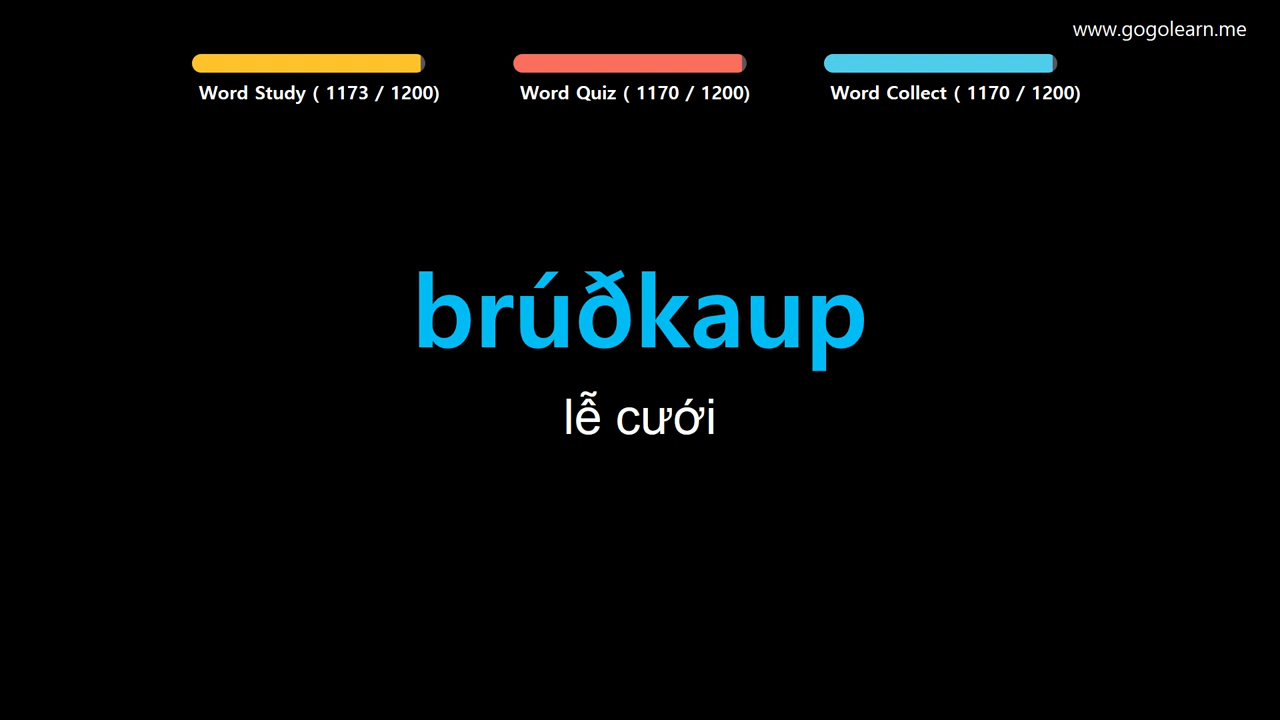 www.gogolearn.me
Word Study ( 1173 / 1200)
Word Quiz ( 1170 / 1200)
Word Collect ( 1170 / 1200)
brúðkaup
lễ cưới